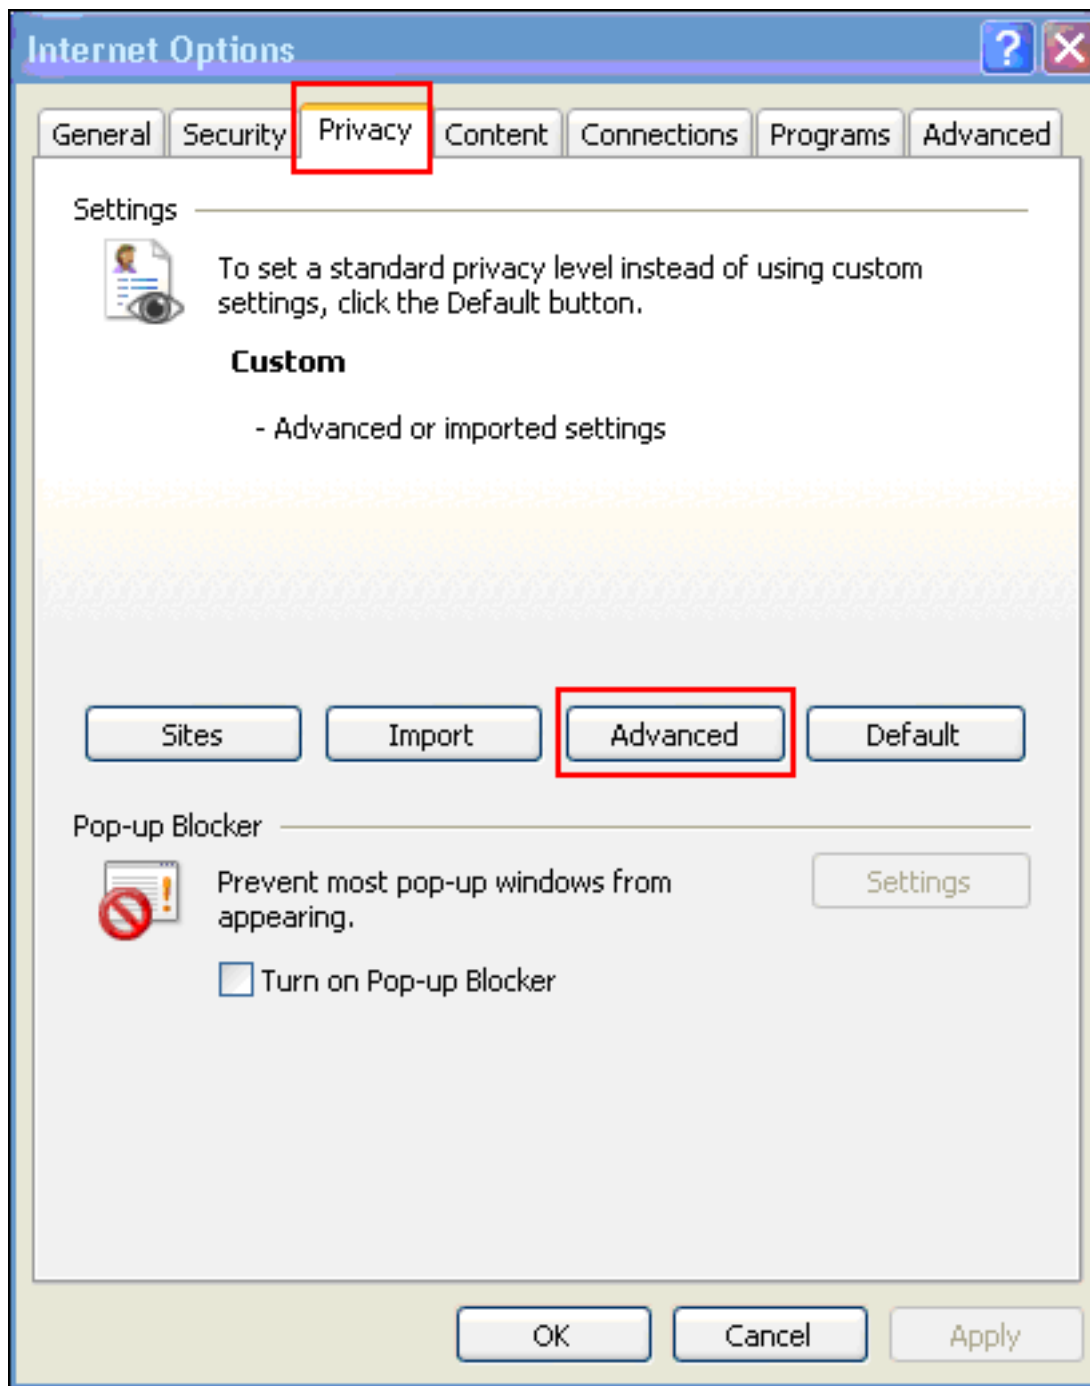 Internet Options
General Security Privacy Content Connections Programs Advanced
Settings
To set a standard privacy level instead of using custom
settings, click the Default button.
Custom
- Advanced or imported settings
Sites Import Advanced Default
Pop-up Blocker
Prevent most pop-up windows from
appearing.
Settings
Turn on Pop-up Blocker
OK Cancel Apply